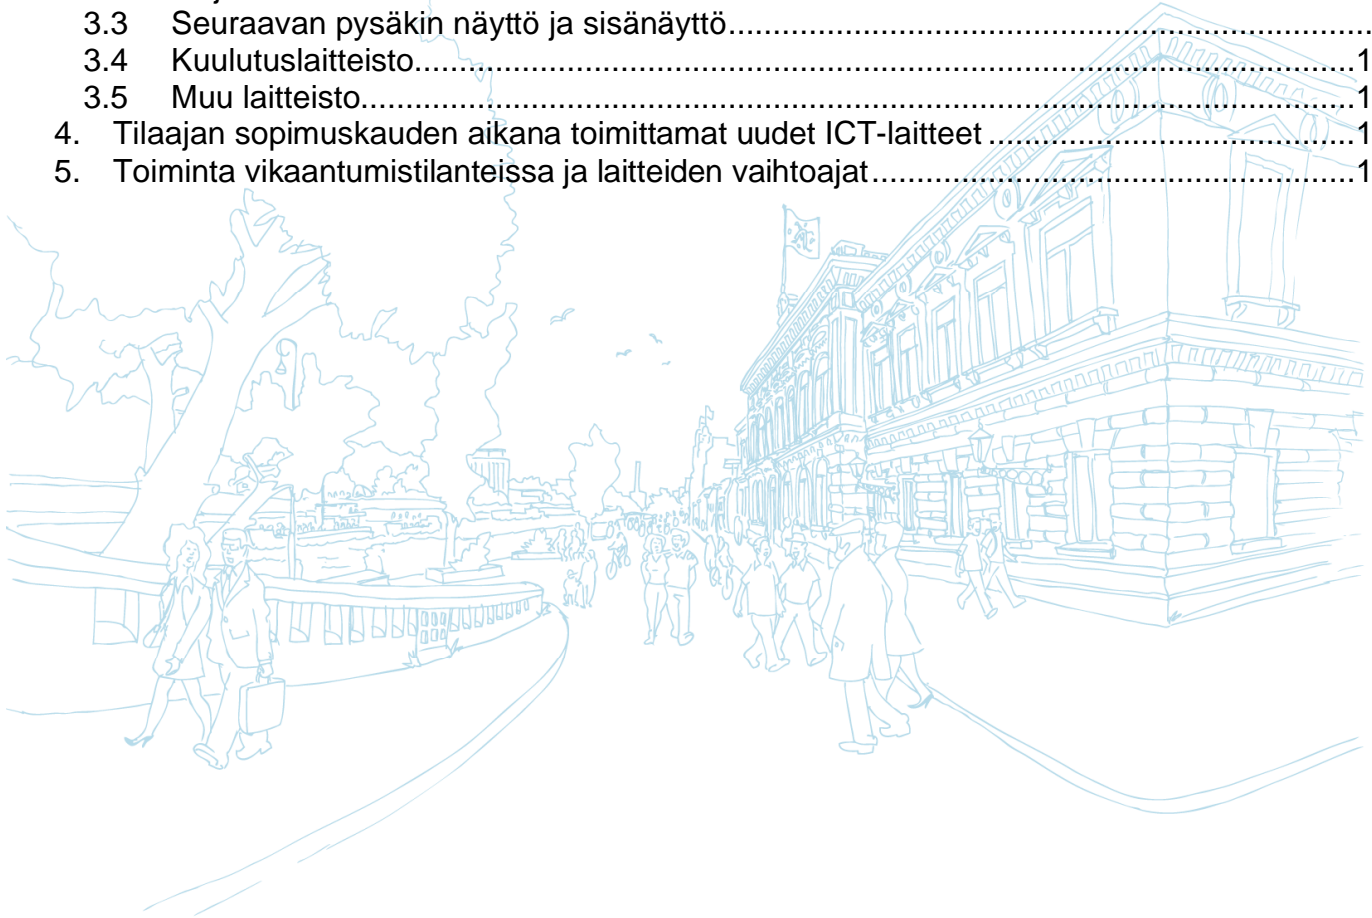 3.3 Seuraavan pysäkin näyttö ja sisänäyttö
3.4 Kuulutuslaitteisto 1
3.5 Muu laitteisto 1
4. Tilaajan sopimuskauden aikana toimittamat uudet ICT-laitteet 1
5. Toiminta vikaantumistilanteissa ja laitteiden vaihtoajat 1